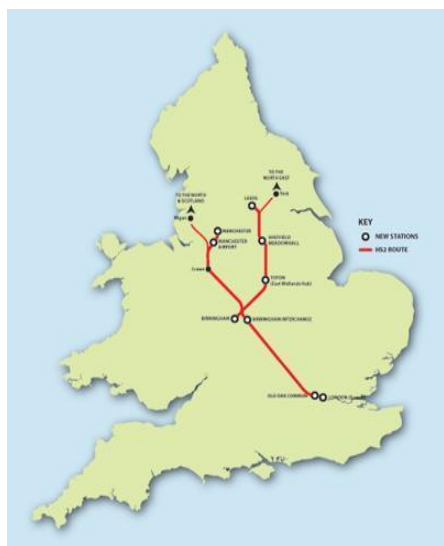 TO THE
NORTH EAST
York
LEEDS
TO THE NORTH
& SCOTLAND
Wigan
MANCHESTER
MANCHESTER
AIRPORT
SHEFFIELD
MEADOWHALL
Crewe
TOTON
(East Midlands Hub)
BIRMINGHAM
BIRMINGHAM INTERCHANGE
OLD OAK COMMON
LONDON
KEY
NEW STATIONS
HS2 ROUTE